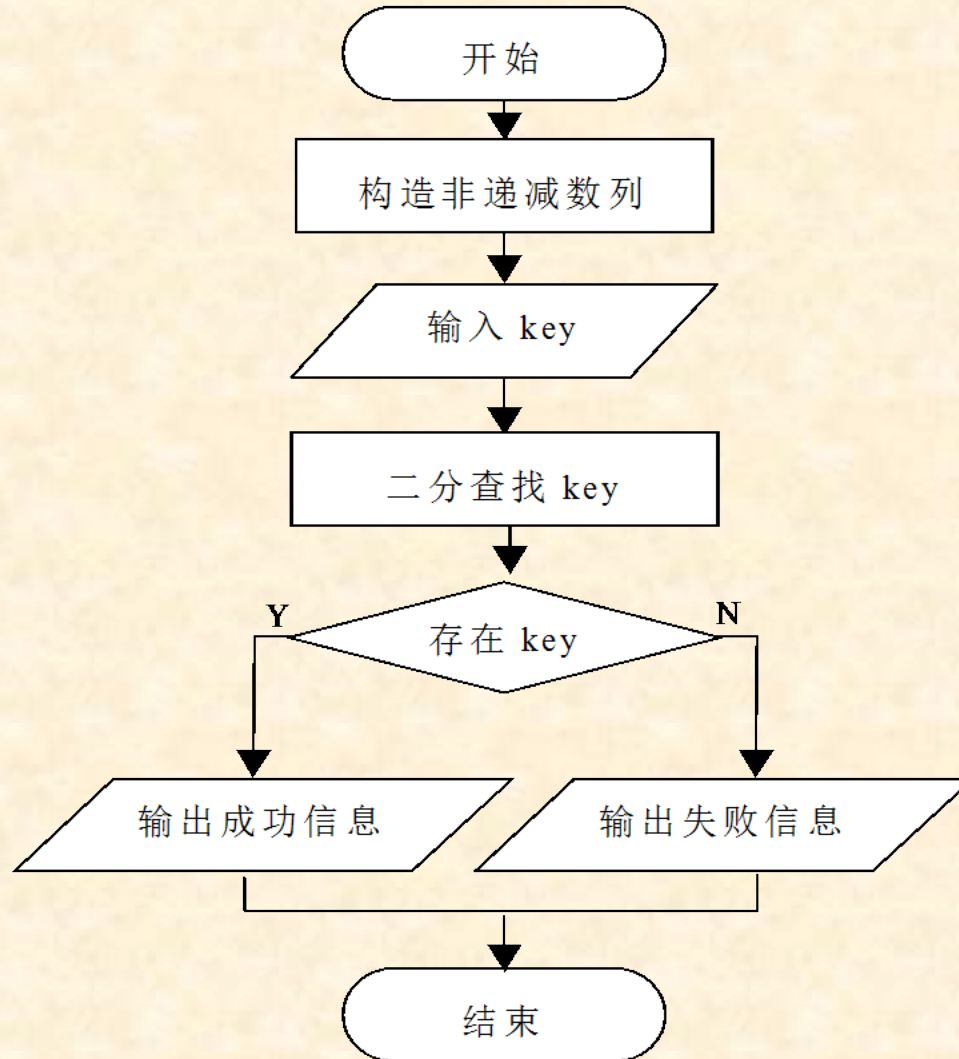 开始
构造非递减数列
输入 key
二分查找 key
Y
N
存在 key
输出成功信息
输出失败信息
结束